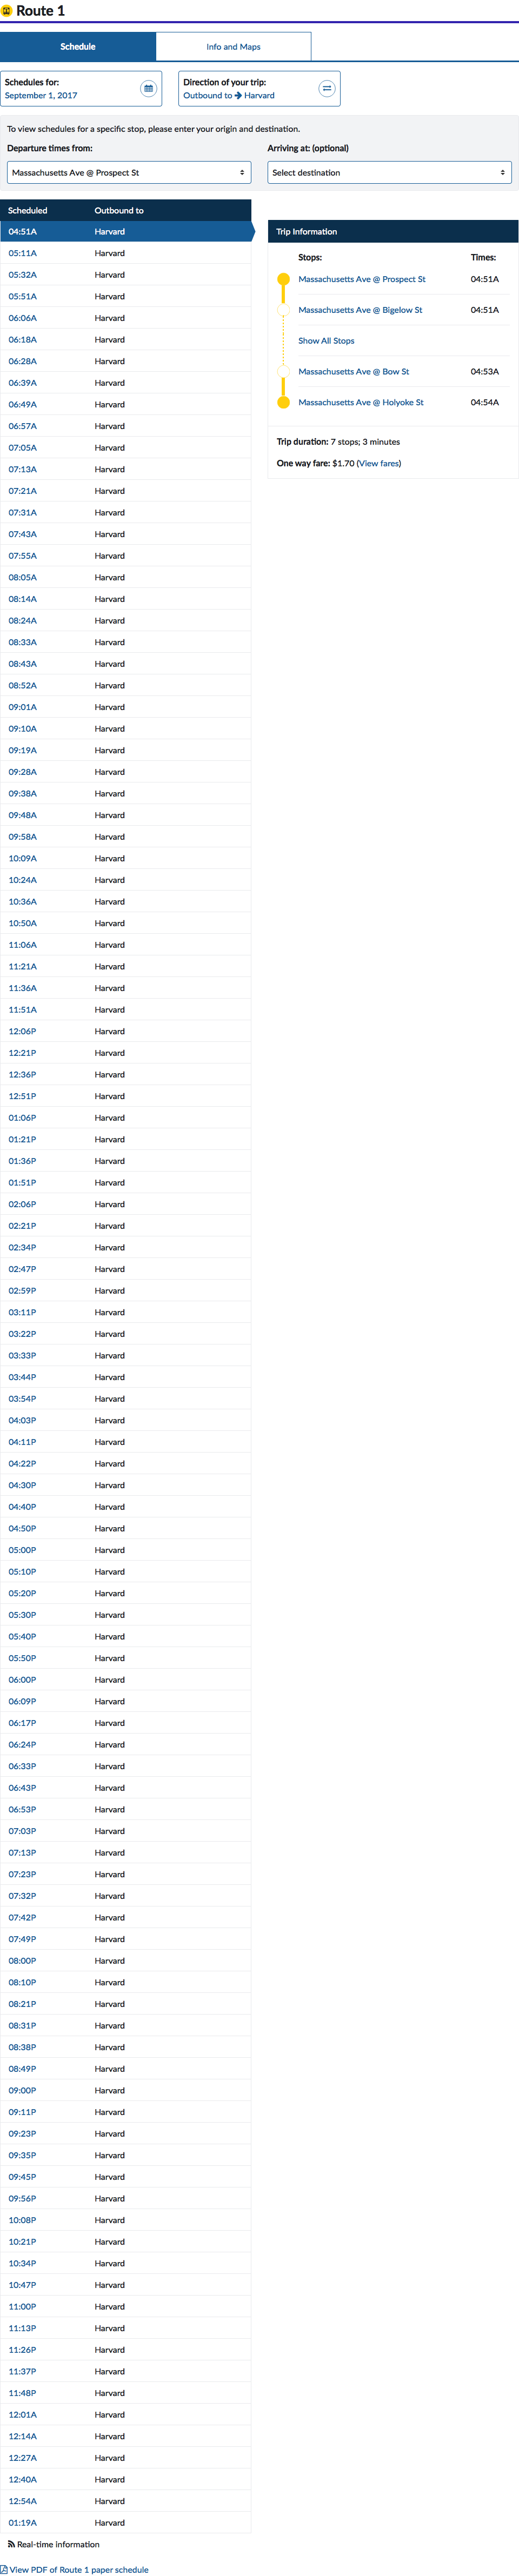 Route 1
Schedule Info and Maps
Schedules for: Direction of your trip:
September 1, 2017 Outbound to → Harvard
To view schedules for a specific stop, please enter your origin and destination.
Departure times from: Arriving at: (optional)
Massachusetts Ave @ Prospect St Select destination
Scheduled Outbound to
04:51A Harvard
05:11A Harvard
05:32A Harvard
05:51A Harvard
06:06A Harvard
06:18A Harvard
06:28A Harvard
06:39A Harvard
06:49A Harvard
06:57A Harvard
07:05A Harvard
07:13A Harvard
07:21A Harvard
07:31A Harvard
07:43A Harvard
07:55A Harvard
08:05A Harvard
08:14A Harvard
08:24A Harvard
08:33A Harvard
08:43A Harvard
08:52A Harvard
09:01A Harvard
09:10A Harvard
09:19A Harvard
09:28A Harvard
09:38A Harvard
09:48A Harvard
09:58A Harvard
10:09A Harvard
10:24A Harvard
10:36A Harvard
10:50A Harvard
11:06A Harvard
11:21A Harvard
11:36A Harvard
11:51A Harvard
12:06P Harvard
12:21P Harvard
12:36P Harvard
12:51P Harvard
01:06P Harvard
01:21P Harvard
01:36P Harvard
01:51P Harvard
02:06P Harvard
02:21P Harvard
02:34P Harvard
02:47P Harvard
02:59P Harvard
03:11P Harvard
03:22P Harvard
03:33P Harvard
03:44P Harvard
03:54P Harvard
04:03P Harvard
04:11P Harvard
04:22P Harvard
04:30P Harvard
04:40P Harvard
04:50P Harvard
05:00P Harvard
05:10P Harvard
05:20P Harvard
05:30P Harvard
05:40P Harvard
05:50P Harvard
06:00P Harvard
06:09P Harvard
06:17P Harvard
06:24P Harvard
06:33P Harvard
06:43P Harvard
06:53P Harvard
07:03P Harvard
07:13P Harvard
07:23P Harvard
07:32P Harvard
07:42P Harvard
07:49P Harvard
08:00P Harvard
08:10P Harvard
08:21P Harvard
08:31P Harvard
08:38P Harvard
08:49P Harvard
09:00P Harvard
09:11P Harvard
09:23P Harvard
09:35P Harvard
09:45P Harvard
09:56P Harvard
10:08P Harvard
10:21P Harvard
10:34P Harvard
10:47P Harvard
11:00P Harvard
11:13P Harvard
11:26P Harvard
11:37P Harvard
11:48P Harvard
12:01A Harvard
12:14A Harvard
12:27A Harvard
12:40A Harvard
12:54A Harvard
01:19A Harvard
Trip Information
Stops: Times:
Massachusetts Ave @ Prospect St 04:51A
Massachusetts Ave @ Bigelow St 04:51A
Show All Stops
Massachusetts Ave @ Bow St 04:53A
Massachusetts Ave @ Holyoke St 04:54A
Trip duration: 7 stops; 3 minutes
One way fare: $1.70 (View fares)
Real-time information
View PDF of Route 1 paper schedule